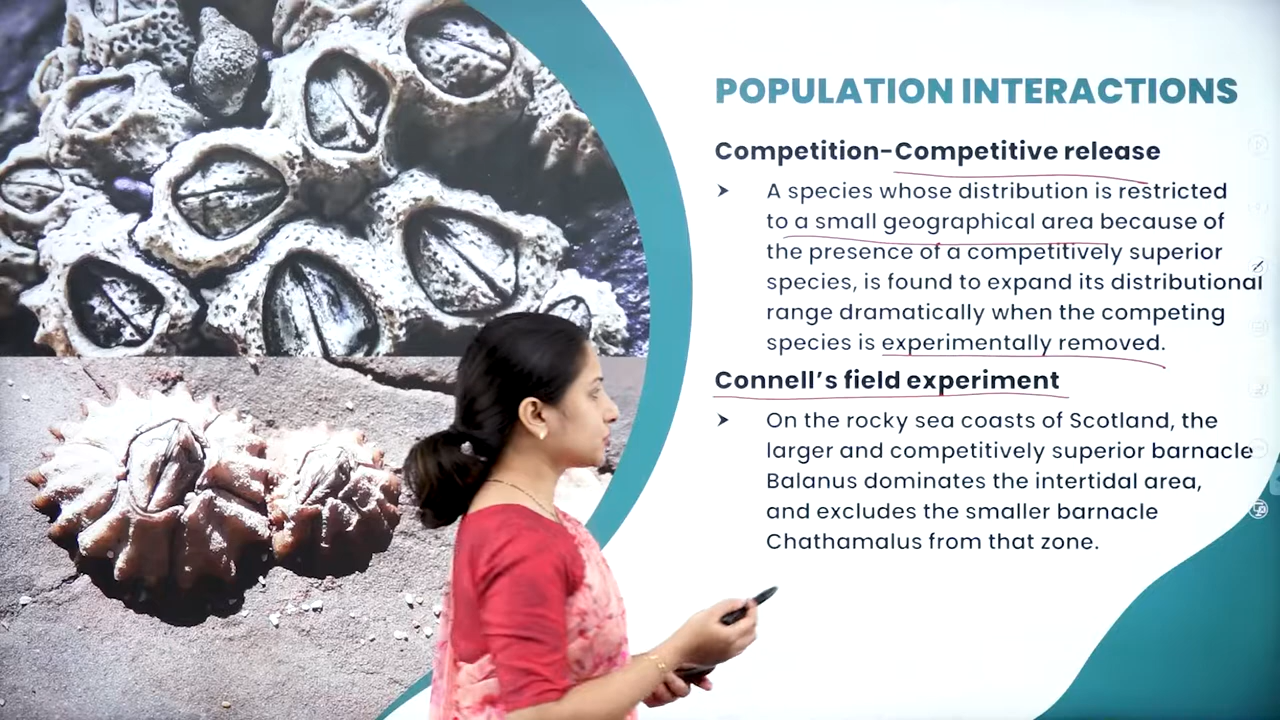 POPULATION INTERACTIONS
Competition-Competitive release
➤ A species whose distribution is restricted
to a small geographical area because of
the presence of a competitively superior
species, is found to expand its distributional
range dramatically when the competing
species is experimentally removed.
Connell's field experiment
➤ On the rocky sea coasts of Scotland, the
larger and competitively superior barnacle
Balanus dominates the intertidal area,
and excludes the smaller barnacle
Chathamalus from that zone.